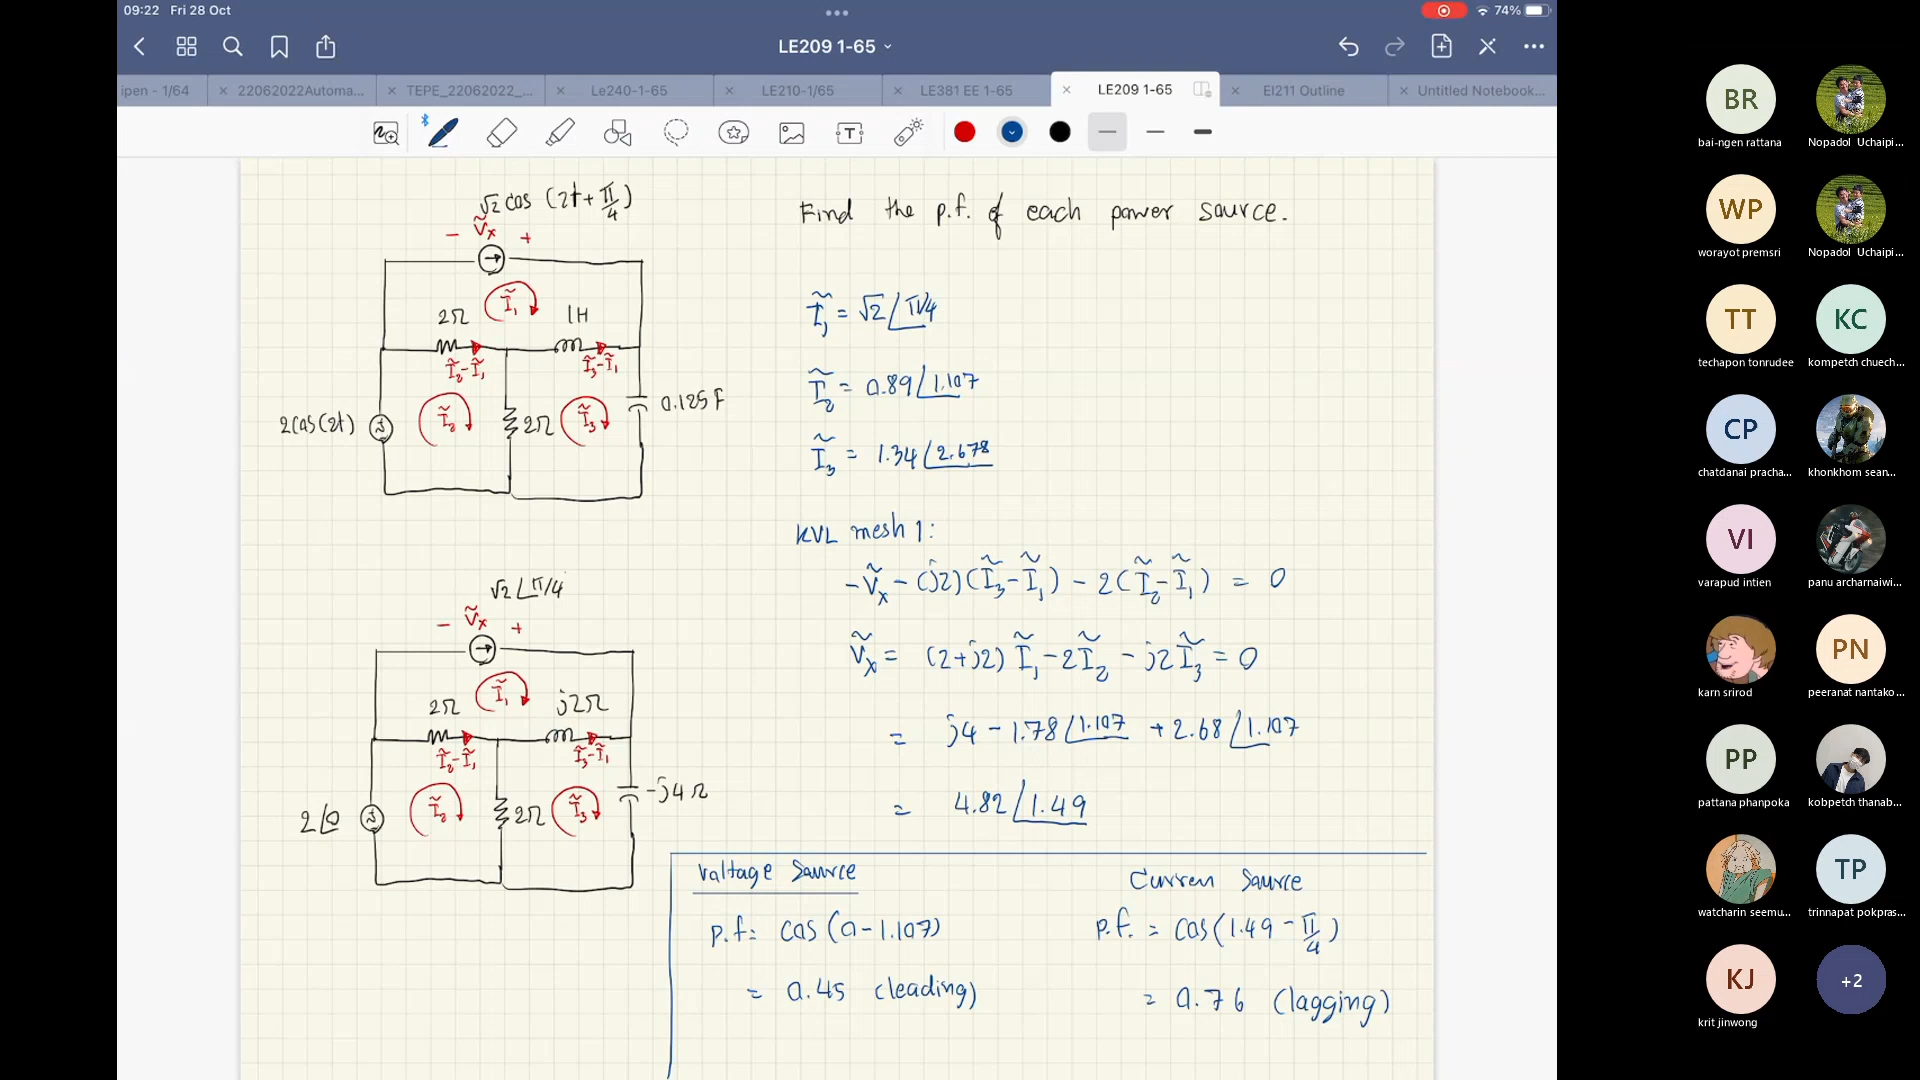 09:22 Fri 28 Oct
74%
LE209 1-65
ipen - 1/64
22062022Automa...
TEPE_22062022_...
Le240-1-65
LE210-1/65
LE381 EE 1-65
LE209 1-65
EI211 Outline
Untitled Notebook...
√2 cos (2t + π/4)
− Ṽx +
Ĩ1
2Ω
1H
Ĩ2-Ĩ1
Ĩ3-Ĩ1
2cos(2t)
Ĩ2
2Ω
Ĩ3
0.125F
Find the p.f. of each power source.
Ĩ1 = √2 ∠π/4
Ĩ2 = 0.89 ∠1.107
Ĩ3 = 1.34 ∠2.678
KVL mesh 1:
-Ṽx - (j2)(Ĩ3-Ĩ1) - 2(Ĩ2-Ĩ1) = 0
Ṽx = (2+j2) Ĩ1 - 2Ĩ2 - j2Ĩ3 = 0
= j4 - 1.78 ∠1.107 + 2.68 ∠1.107
= 4.82 ∠1.49
√2 ∠π/4
− Ṽx +
Ĩ1
2Ω
j2Ω
Ĩ2-Ĩ1
Ĩ3-Ĩ1
2∠0
Ĩ2
2Ω
Ĩ3
-j4Ω
Voltage Source
p.f = cos (0-1.107)
= 0.45 (leading)
Curren Source
p.f. = cos(1.49 - π/4)
= 0.76 (lagging)
BR
bai-ngen rattana
Nopadol Uchaipi...
WP
worayot premsri
Nopadol Uchaipi...
TT
techapon tonrudee
KC
kompetch chuech...
CP
chatdanai pracha...
khonkhom sean...
VI
varapud intien
panu archarnaiwi...
karn srirod
PN
peeranat nantako...
PP
pattana phanpoka
kobpetch thanab...
watcharin seemu...
TP
trinnapat pokpras...
KJ
krit jinwong
+2